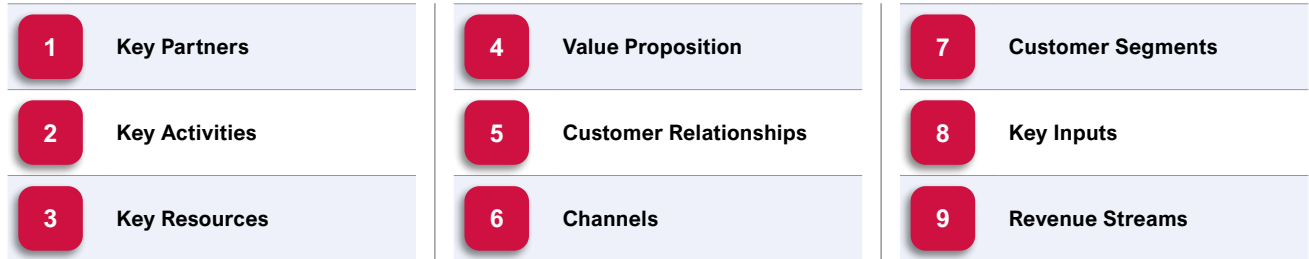 1 Key Partners
2 Key Activities
3 Key Resources
4 Value Proposition
5 Customer Relationships
6 Channels
7 Customer Segments
8 Key Inputs
9 Revenue Streams